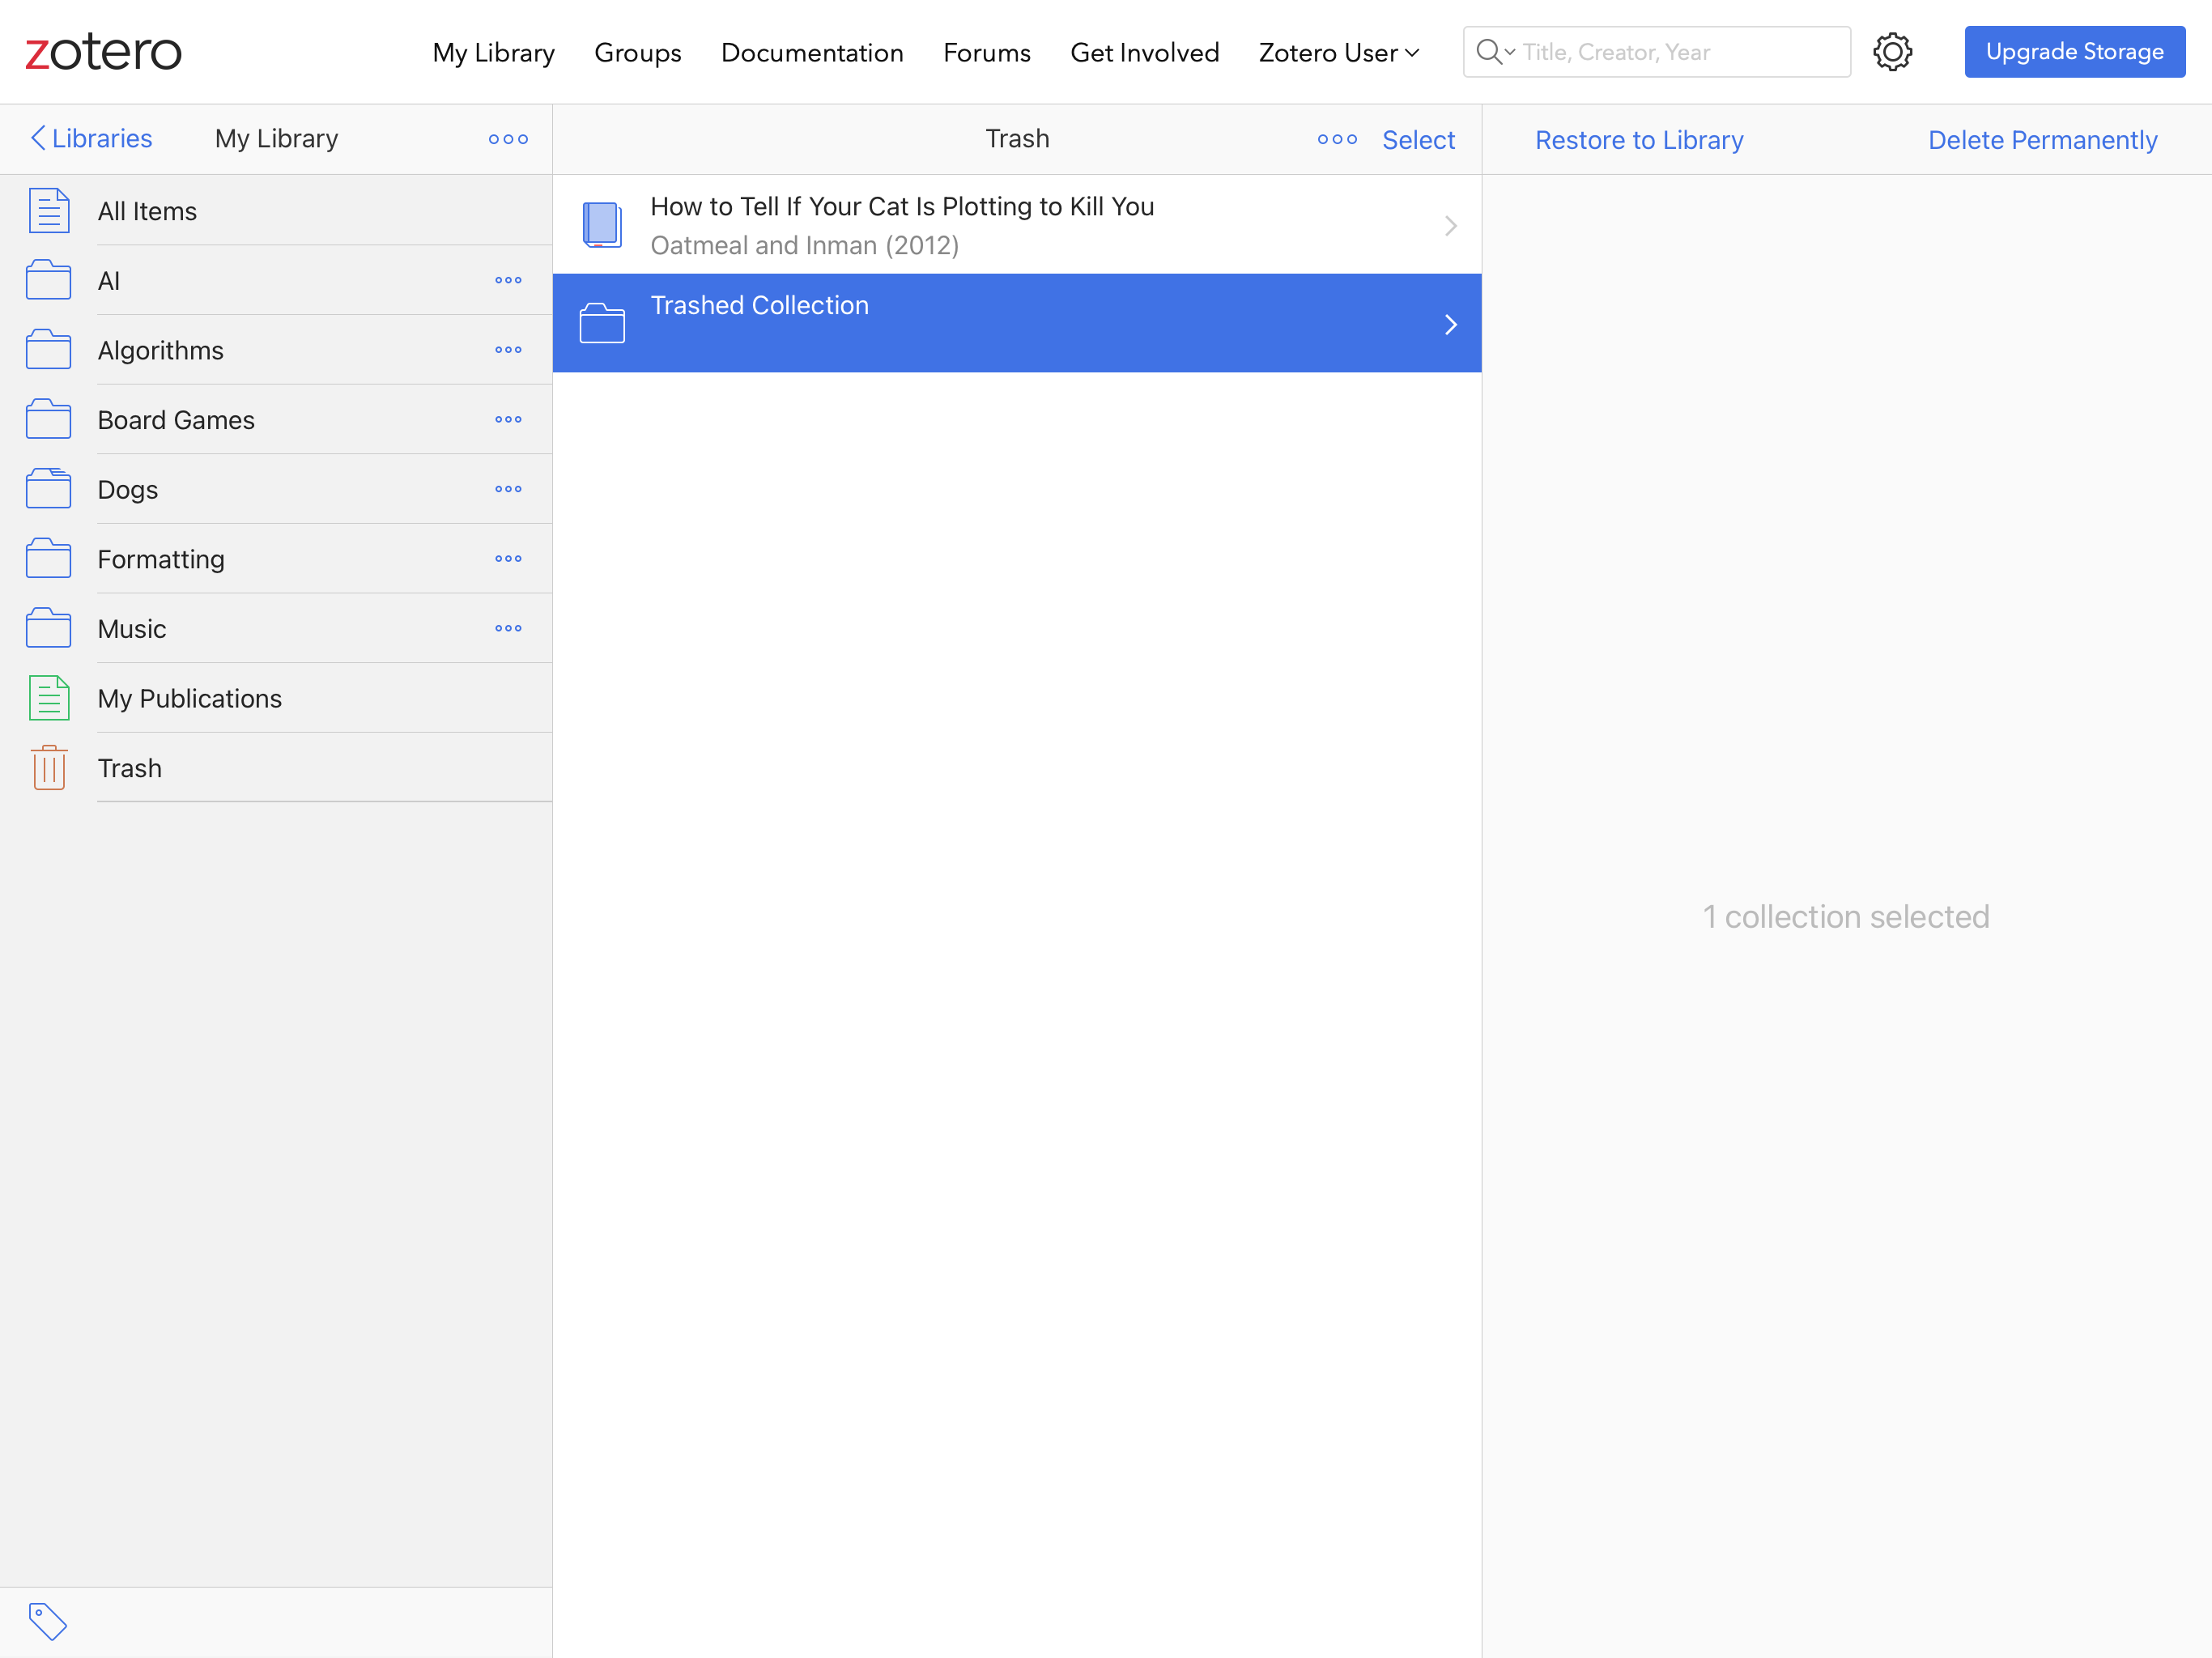 zotero
My Library Groups Documentation Forums Get Involved Zotero User Title, Creator, Year Upgrade Storage
Libraries My Library
Trash Select
Restore to Library Delete Permanently
All Items
AI
Algorithms
Board Games
Dogs
Formatting
Music
My Publications
Trash
How to Tell If Your Cat Is Plotting to Kill You
Oatmeal and Inman (2012)
Trashed Collection
1 collection selected